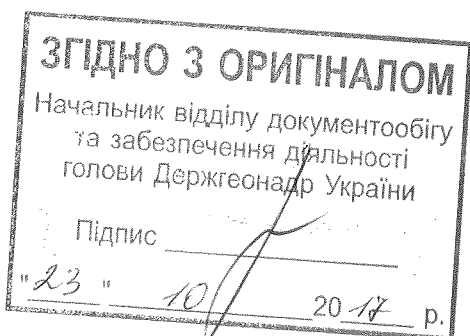 ЗГІДНО З ОРИГІНАЛОМ
Начальник відділу документообігу
та забезпечення діяльності
голови Держгеонадр України
Підпис
"23" 10 2017 р.